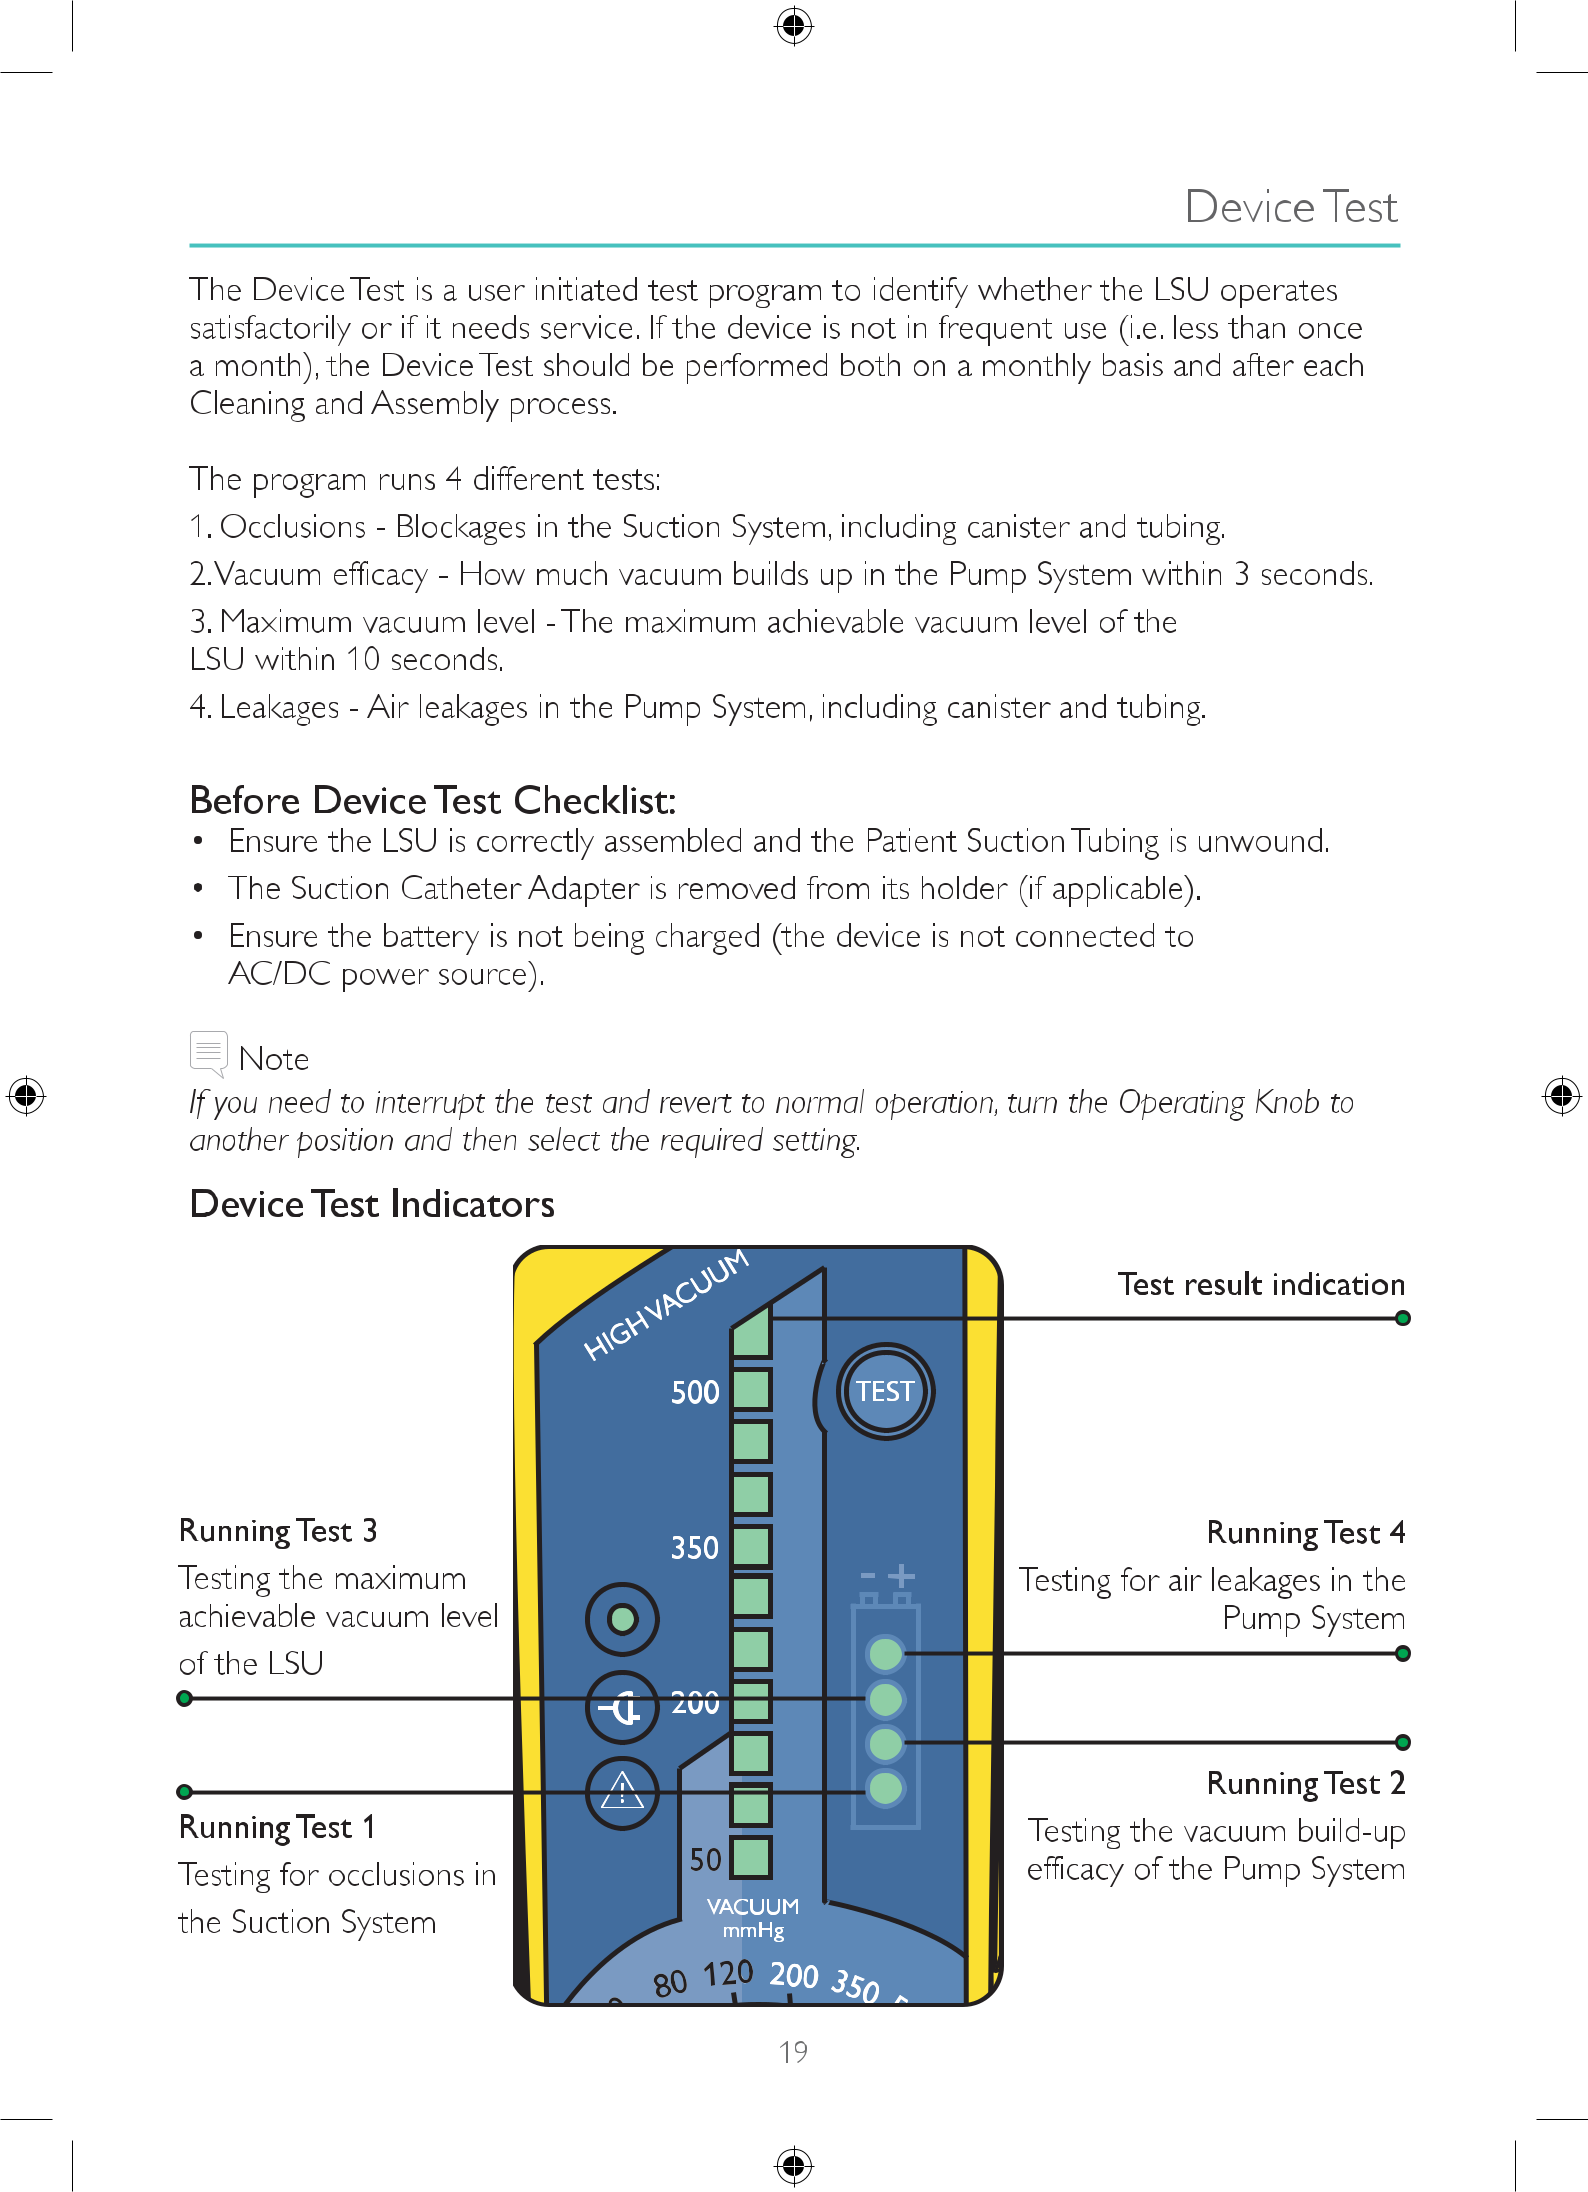 Device Test
The Device Test is a user initiated test program to identify whether the LSU operates
satisfactorily or if it needs service. If the device is not in frequent use (i.e. less than once
a month), the Device Test should be performed both on a monthly basis and after each
Cleaning and Assembly process.
The program runs 4 different tests:
1. Occlusions - Blockages in the Suction System, including canister and tubing.
2. Vacuum efficacy - How much vacuum builds up in the Pump System within 3 seconds.
3. Maximum vacuum level - The maximum achievable vacuum level of the
LSU within 10 seconds.
4. Leakages - Air leakages in the Pump System, including canister and tubing.
Before Device Test Checklist:
• Ensure the LSU is correctly assembled and the Patient Suction Tubing is unwound.
• The Suction Catheter Adapter is removed from its holder (if applicable).
• Ensure the battery is not being charged (the device is not connected to
AC/DC power source).
Note
If you need to interrupt the test and revert to normal operation, turn the Operating Knob to
another position and then select the required setting.
Device Test Indicators
HIGH VACUUM
Test result indication
500
TEST
Running Test 3
Testing the maximum
achievable vacuum level
of the LSU
350
- +
Running Test 4
Testing for air leakages in the
Pump System
200
Running Test 1
Testing for occlusions in
the Suction System
Running Test 2
Testing the vacuum build-up
efficacy of the Pump System
50
VACUUM
mmHg
80 120 200 350
19